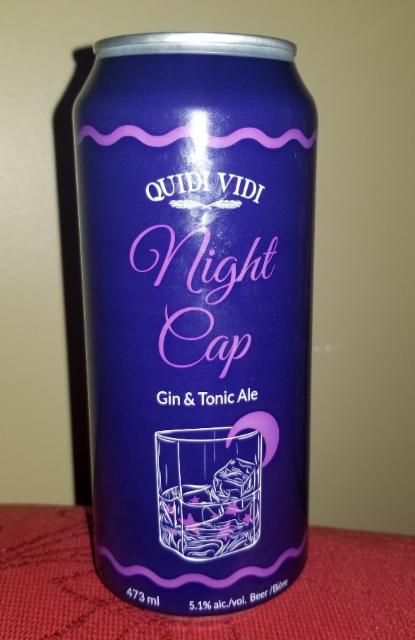 QUIDI VIDI
Night
Cap
Gin & Tonic Ale
473 ml 5.1% alc./vol. Beer/Bière